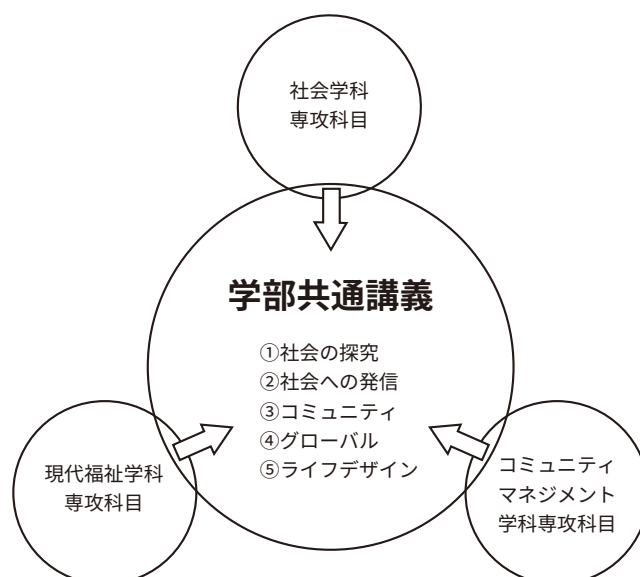 社会学科
専攻科目
学部共通講義
①社会の探究
②社会への発信
③コミュニティ
④グローバル
⑤ライフデザイン
現代福祉学科
専攻科目
コミュニティ
マネジメント
学科専攻科目